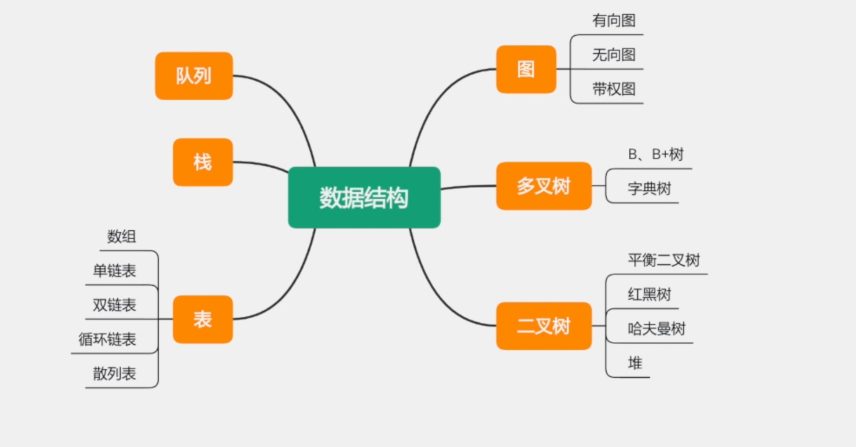 数据结构
队列
栈
表
数组
单链表
双链表
循环链表
散列表
图
有向图
无向图
带权图
多叉树
B、B+树
字典树
二叉树
平衡二叉树
红黑树
哈夫曼树
堆